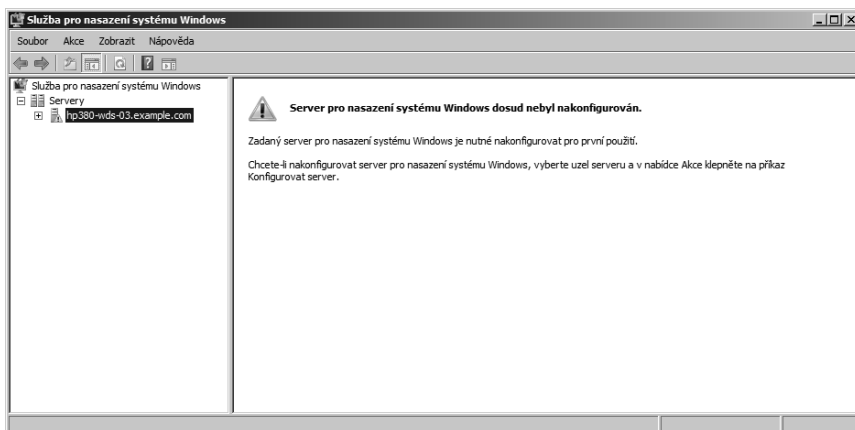 Služba pro nasazení systému Windows
Soubor Akce Zobrazit Nápověda
Služba pro nasazení systému Windows
Servery
hp380-wds-03.example.com
Server pro nasazení systému Windows dosud nebyl nakonfigurován.
Zadaný server pro nasazení systému Windows je nutné nakonfigurovat pro první použití.
Chcete-li nakonfigurovat server pro nasazení systému Windows, vyberte uzel serveru a v nabídce Akce klepněte na příkaz
Konfigurovat server.